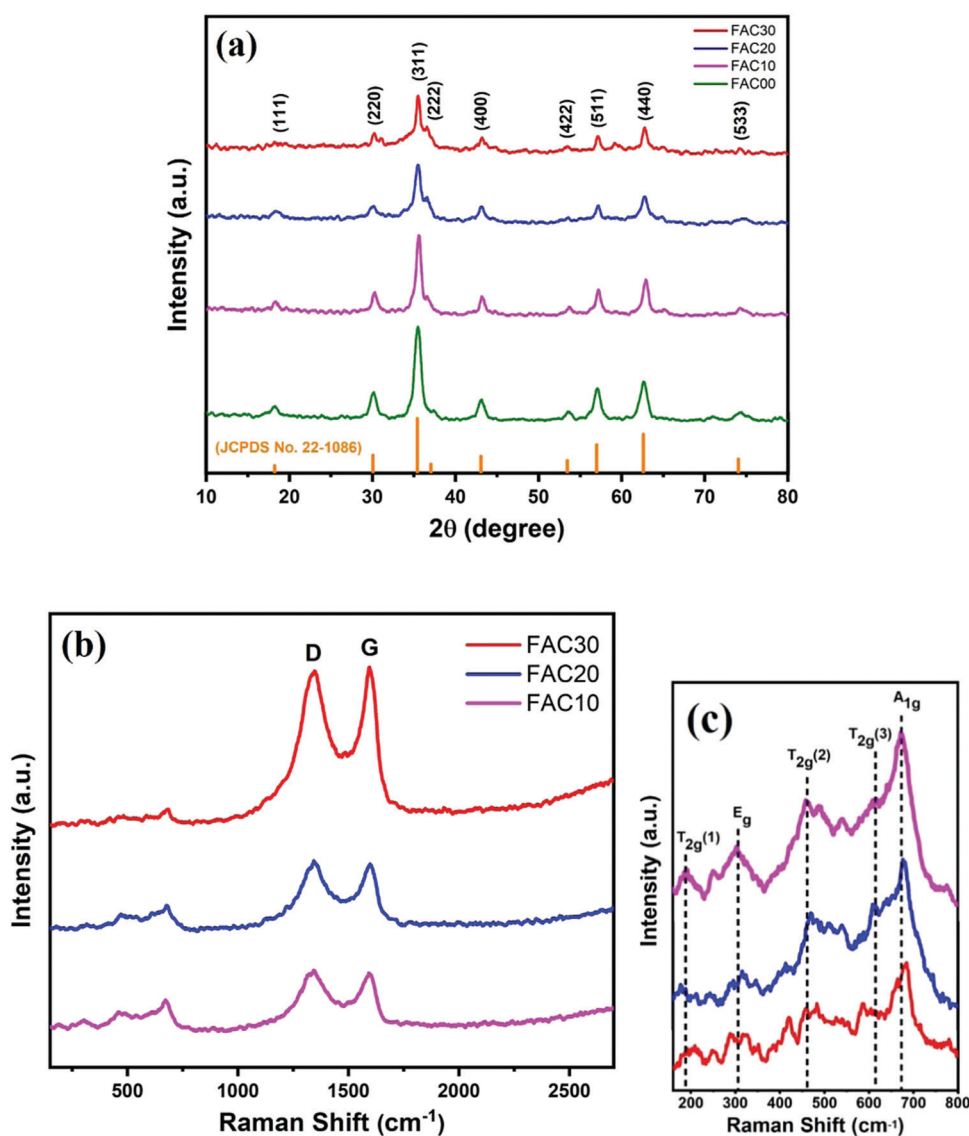 (a)
FAC30
FAC20
FAC10
FAC00
(111)
(220)
(311)
(222)
(400)
(422)
(511)
(440)
(533)
Intensity (a.u.)
(JCPDS No. 22-1086)
10 20 30 40 50 60 70 80
2θ (degree)
(b)
D
G
FAC30
FAC20
FAC10
Intensity (a.u.)
500 1000 1500 2000 2500
Raman Shift (cm⁻¹)
(c)
T2g(1)
Eg
T2g(2)
T2g(3)
A1g
Intensity (a.u.)
200 300 400 500 600 700 800
Raman Shift (cm⁻¹)